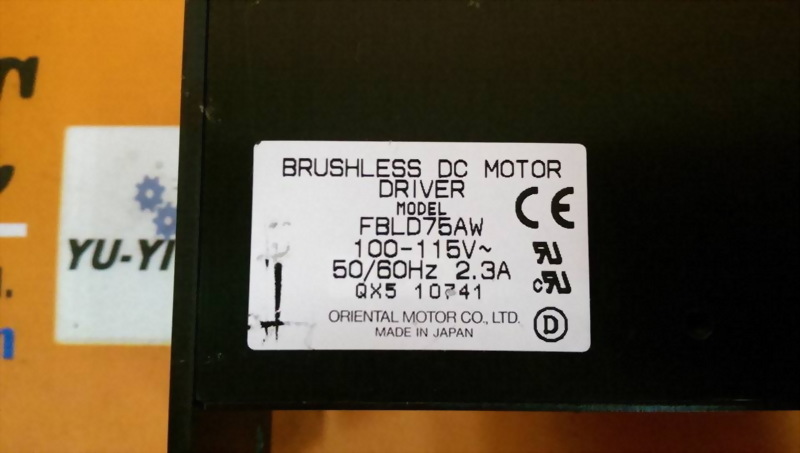 BRUSHLESS DC MOTOR
DRIVER
MODEL
FBLD75AW
100-115V~
50/60Hz 2.3A
QX5 10741
ORIENTAL MOTOR CO., LTD.
MADE IN JAPAN
CE
D
YU-YI